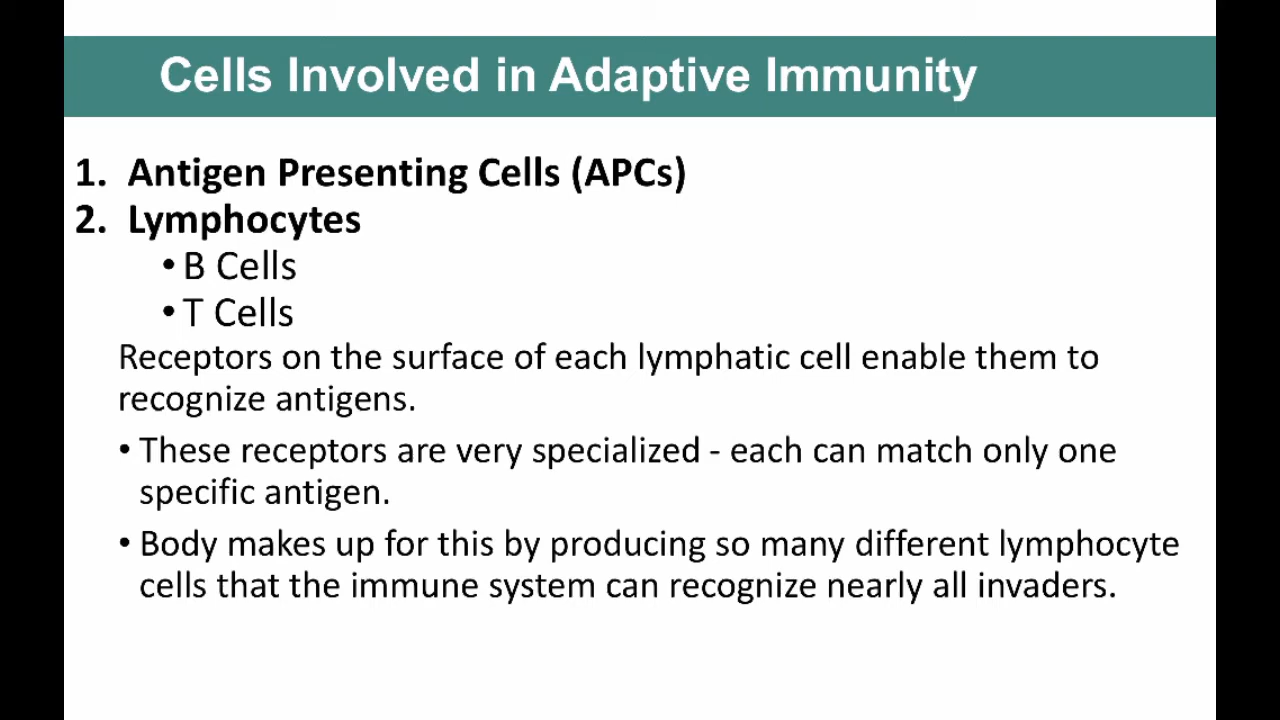 Cells Involved in Adaptive Immunity
1. Antigen Presenting Cells (APCs)
2. Lymphocytes
• B Cells
• T Cells
Receptors on the surface of each lymphatic cell enable them to
recognize antigens.
• These receptors are very specialized - each can match only one
specific antigen.
• Body makes up for this by producing so many different lymphocyte
cells that the immune system can recognize nearly all invaders.